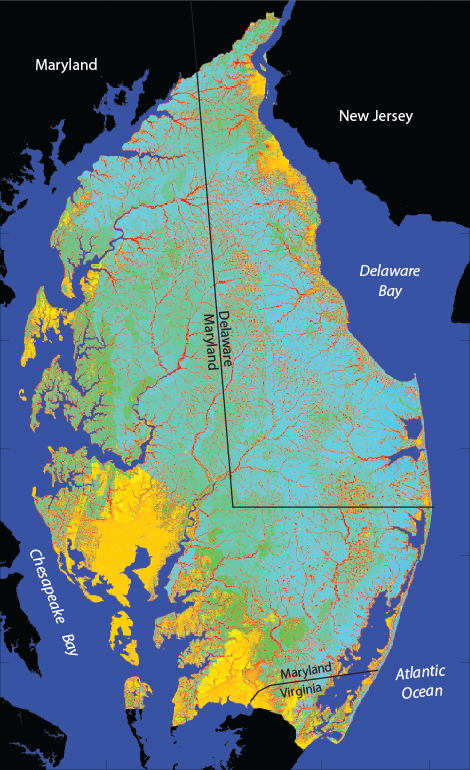 Maryland
New Jersey
Delaware
Bay
Delaware
Maryland
Chesapeake Bay
Maryland
Virginia
Atlantic
Ocean